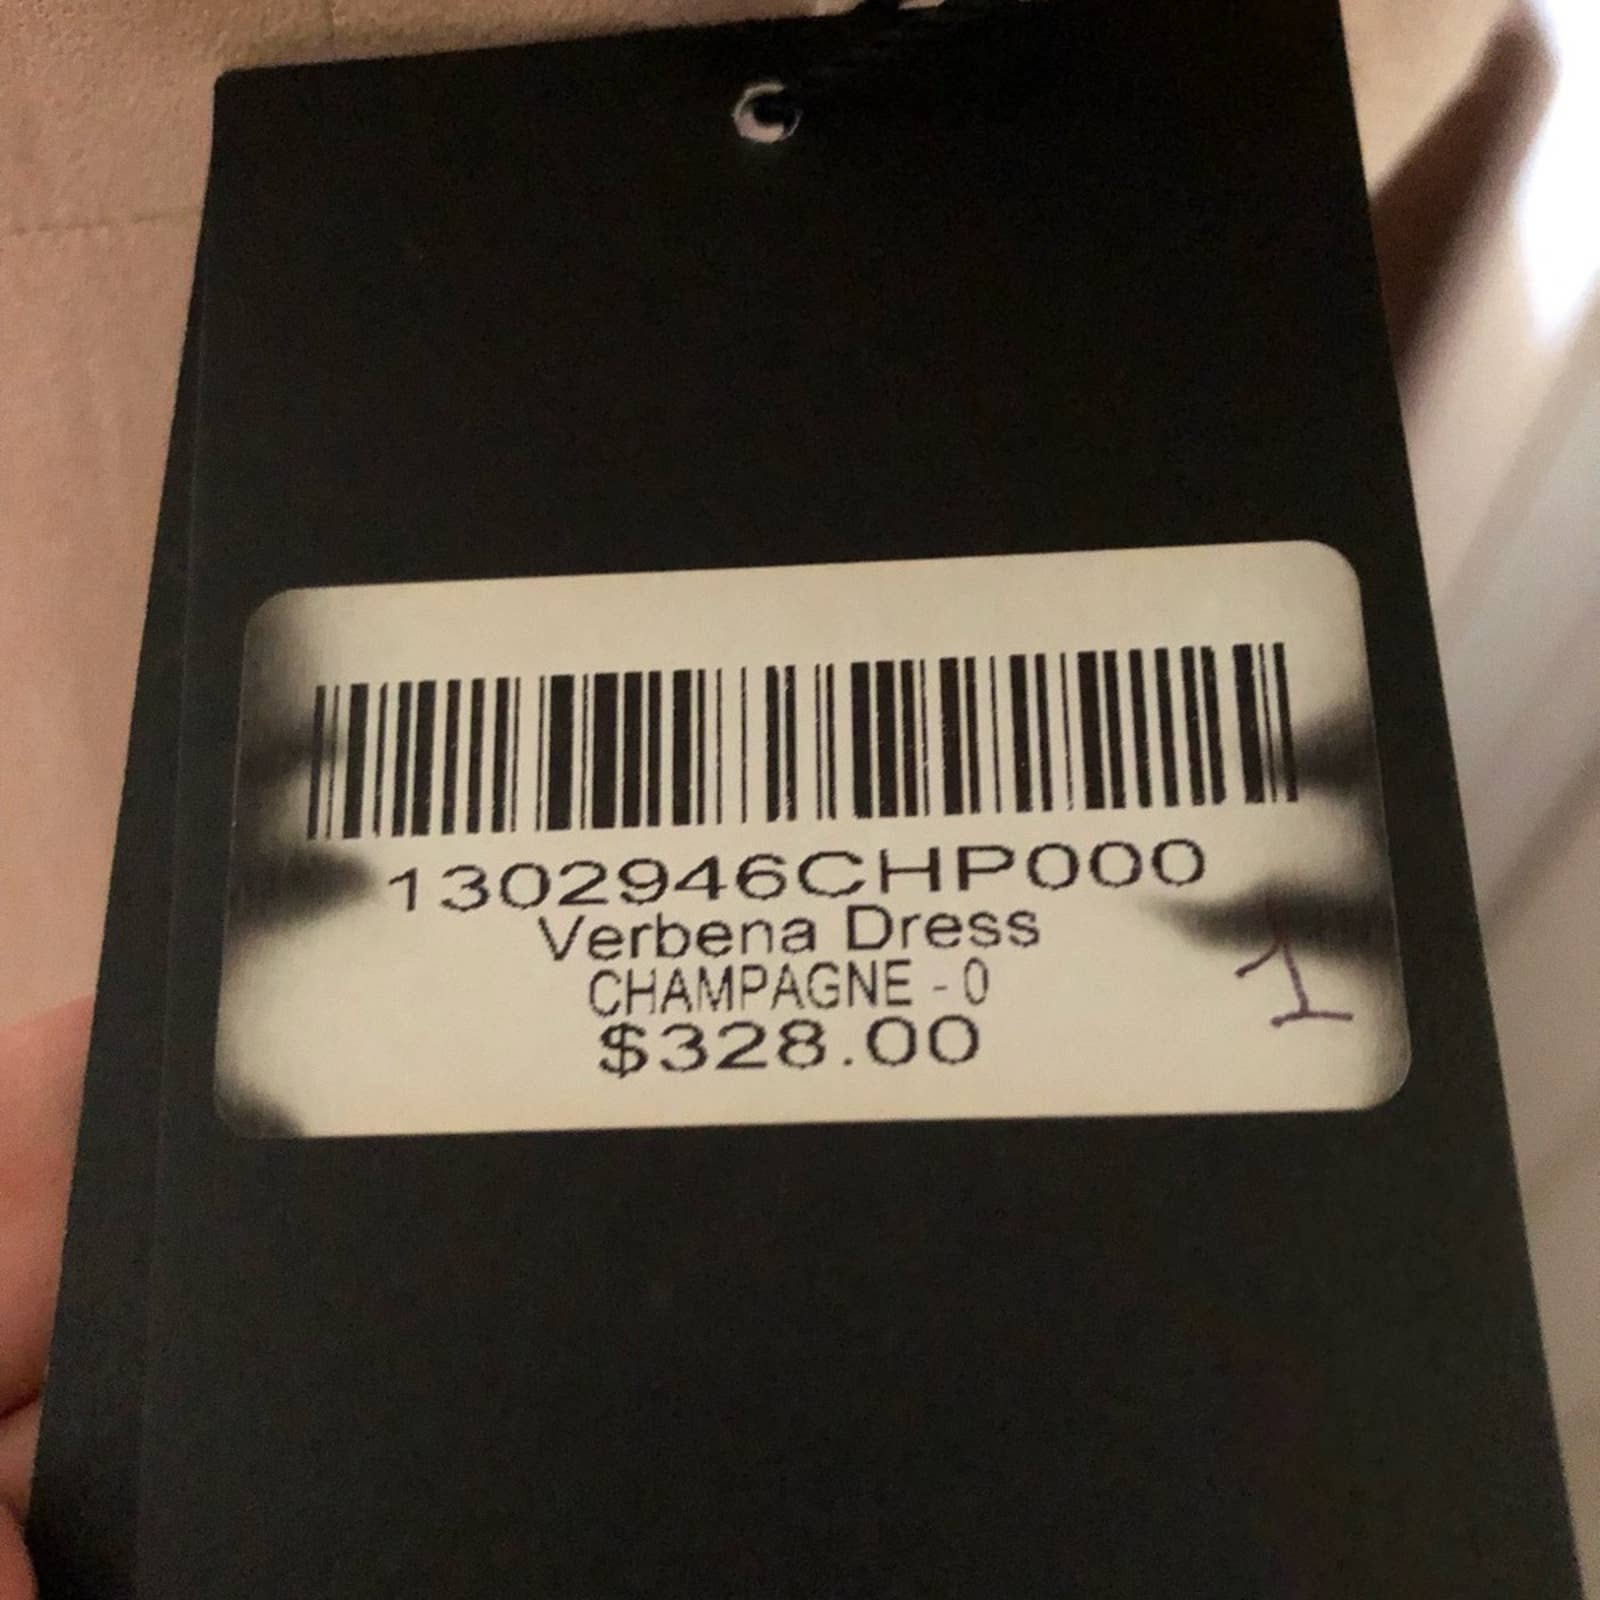 1302946CHP000
Verbena Dress
CHAMPAGNE - 0
$328.00
1